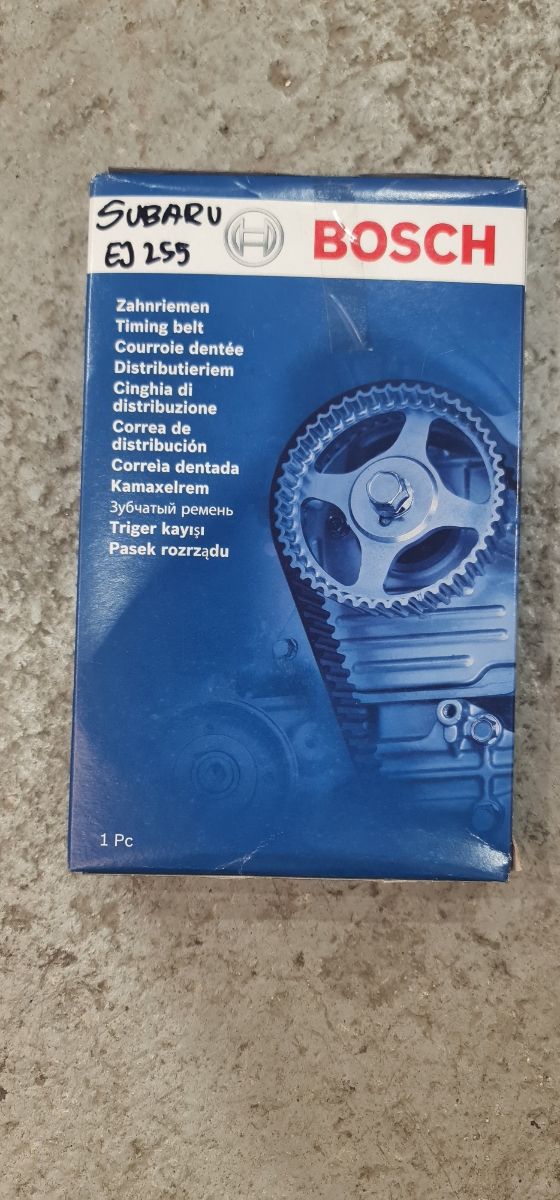 SUBARU
EJ 255
BOSCH
Zahnriemen
Timing belt
Courroie dentée
Distributieriem
Cinghia di
distribuzione
Correa de
distribución
Correia dentada
Kamaxelrem
Зубчатый ремень
Triger kayışı
Pasek rozrządu
1 Pc